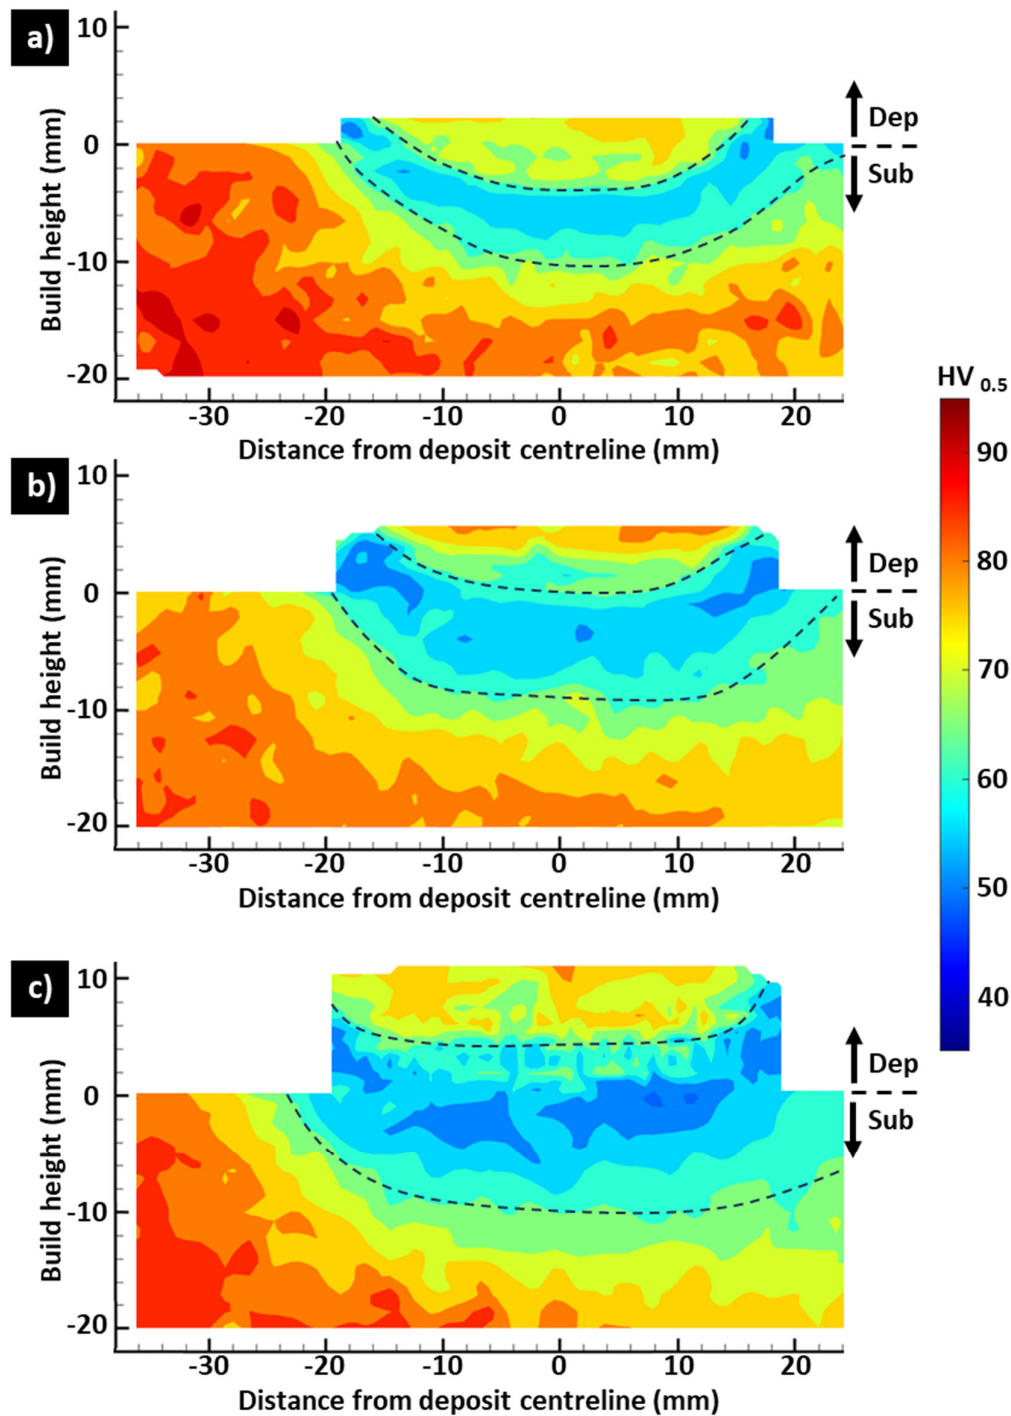 a)
10
0
-10
-20
Build height (mm)
Dep
Sub
-30 -20 -10 0 10 20
Distance from deposit centreline (mm)
HV 0.5
90
80
70
60
50
40
b)
10
0
-10
-20
Build height (mm)
Dep
Sub
-30 -20 -10 0 10 20
Distance from deposit centreline (mm)
c)
10
0
-10
-20
Build height (mm)
Dep
Sub
-30 -20 -10 0 10 20
Distance from deposit centreline (mm)